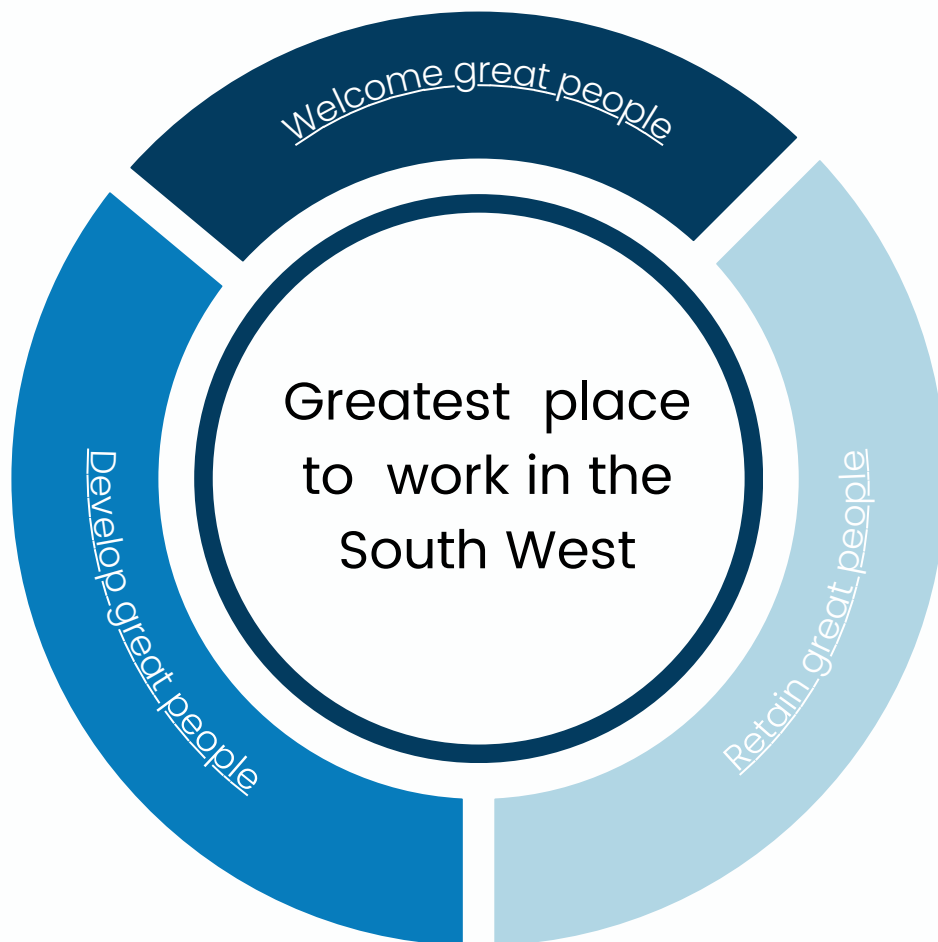 Welcome great people
Greatest place
to work in the
South West
Develop great people
Retain great people